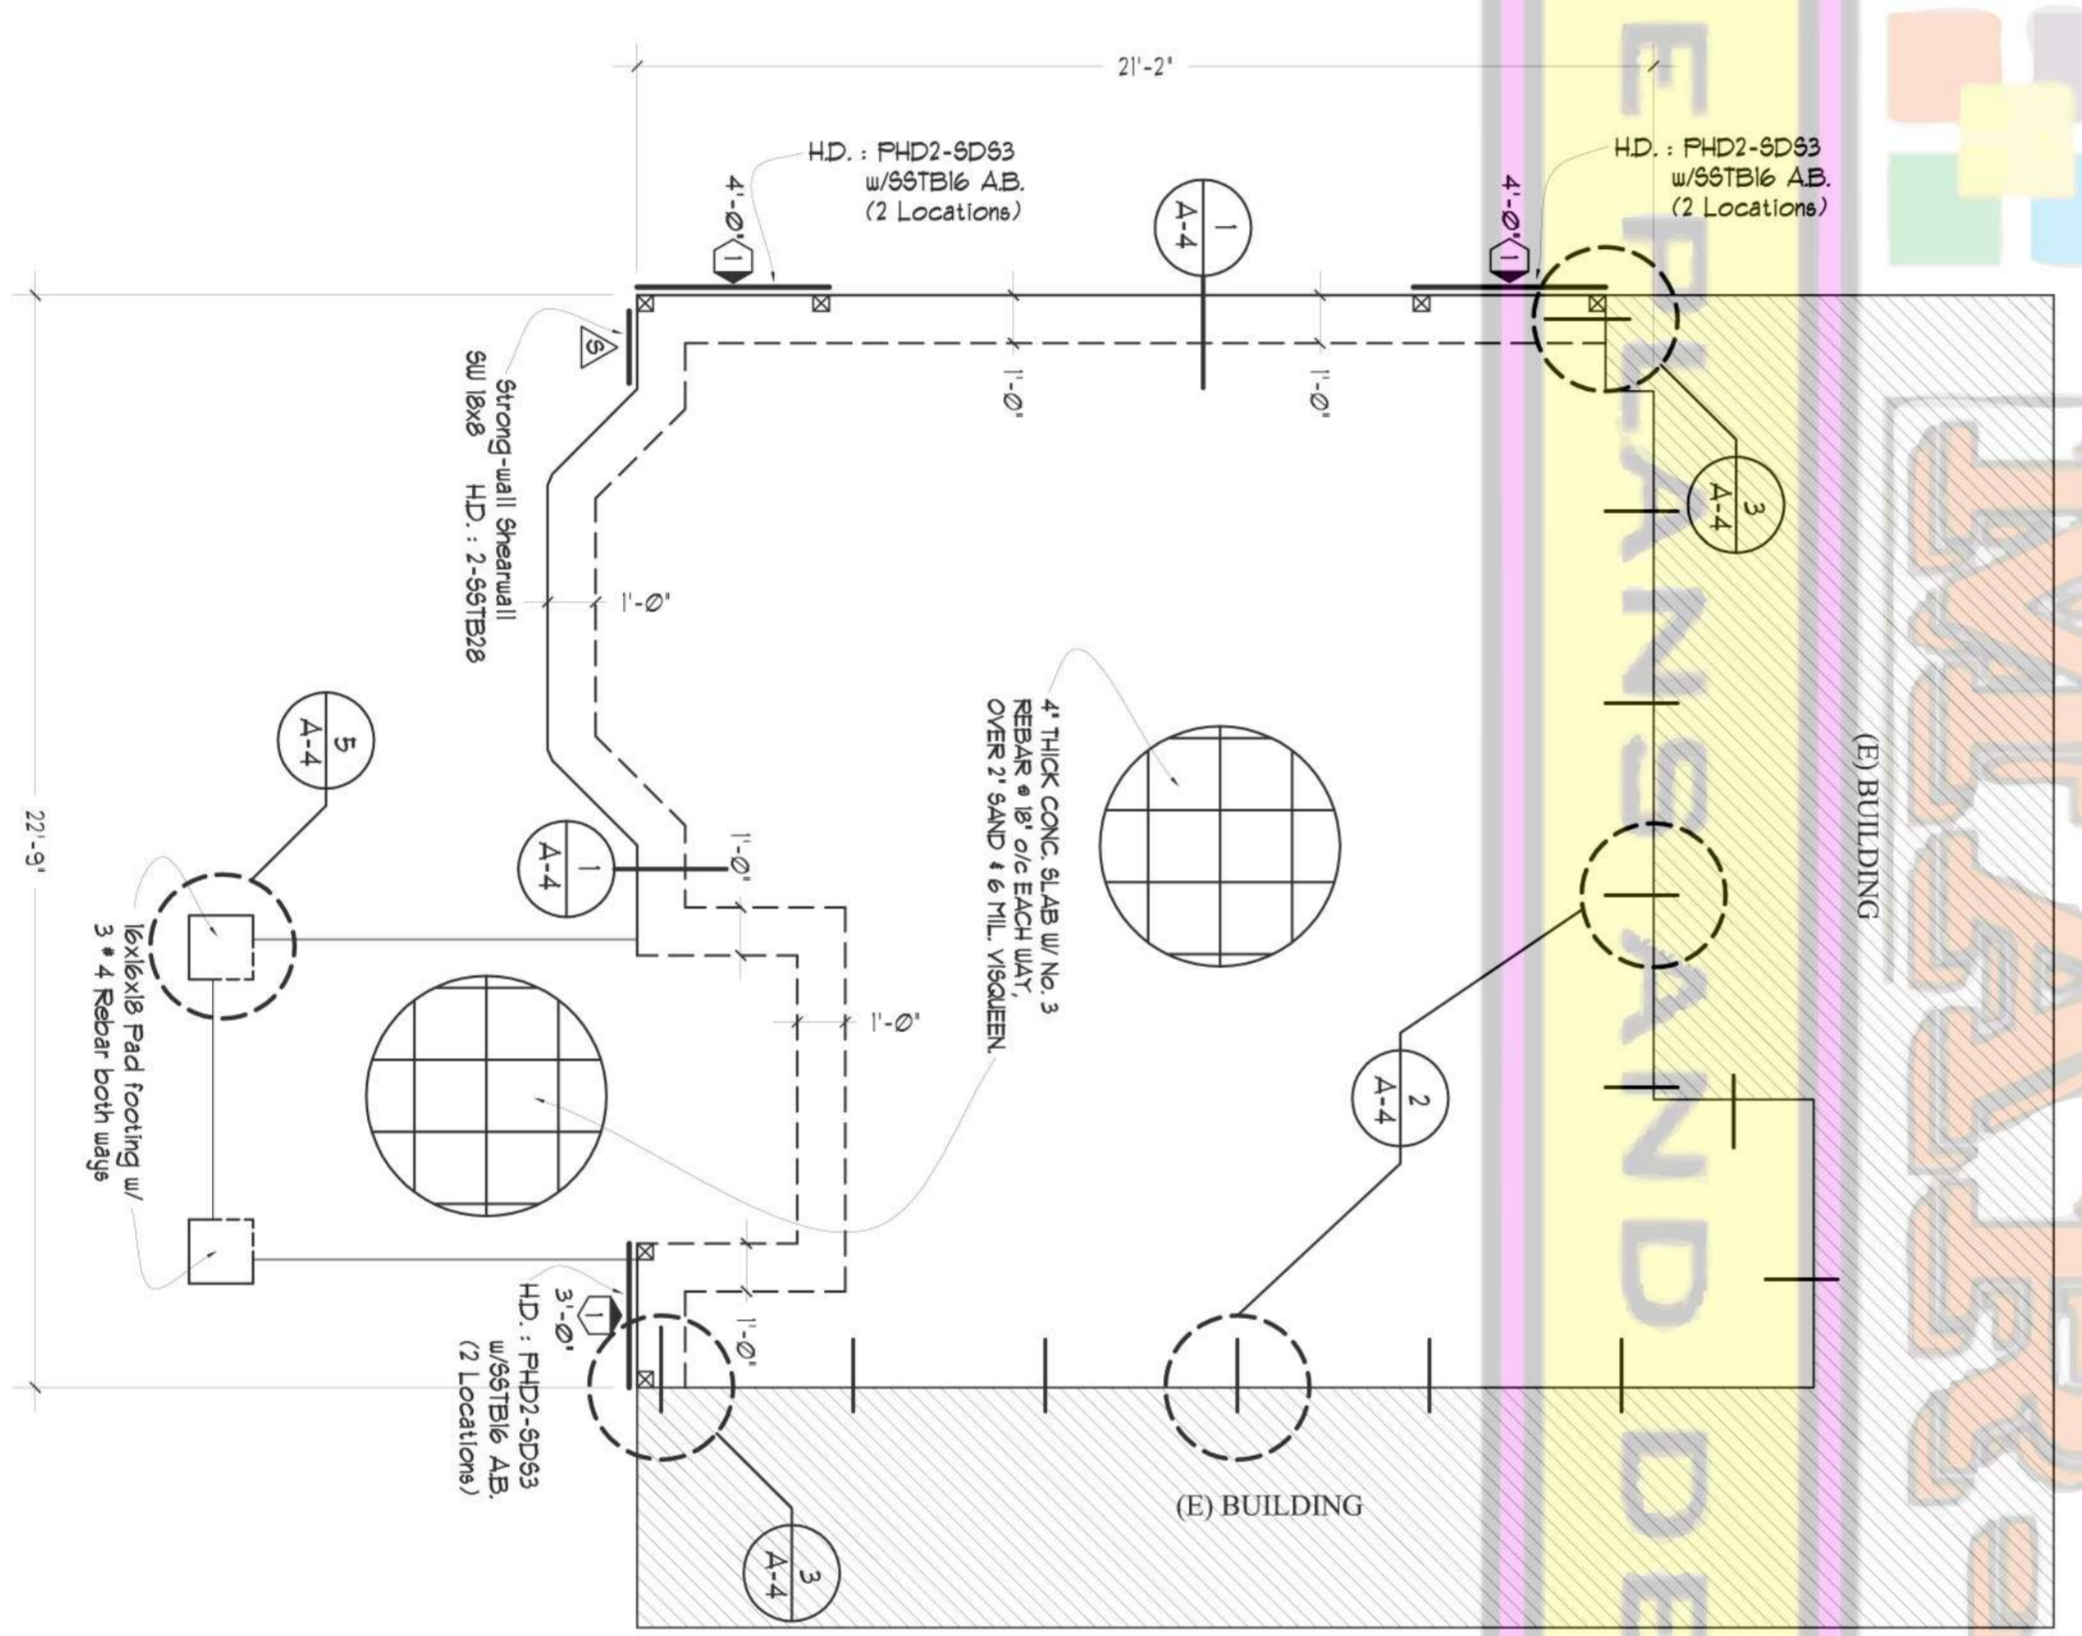 21'-2"
H.D. : PHD2-SDS3
w/SSTB16 A.B.
(2 Locations)
4'-0"
1
1
A-4
H.D. : PHD2-SDS3
w/SSTB16 A.B.
(2 Locations)
4'-0"
1
3
A-4
1'-0"
1'-0"
S
Strong-wall Shearwall
SW 18x8 H.D. : 2-SSTB28
1'-0"
(E) BUILDING
4" THICK CONC. SLAB W/ No. 3
REBAR @ 18" o/c EACH WAY,
OVER 2" SAND & 6 MIL. VISQUEEN.
5
A-4
22'-9"
1
A-4
1'-0"
1'-0"
16x16x18 Pad footing w/
3 # 4 Rebar both ways
2
A-4
1'-0"
3'-0"
1
H.D. : PHD2-SDS3
w/SSTB16 A.B.
(2 Locations)
3
A-4
(E) BUILDING
E PLANS AND DE